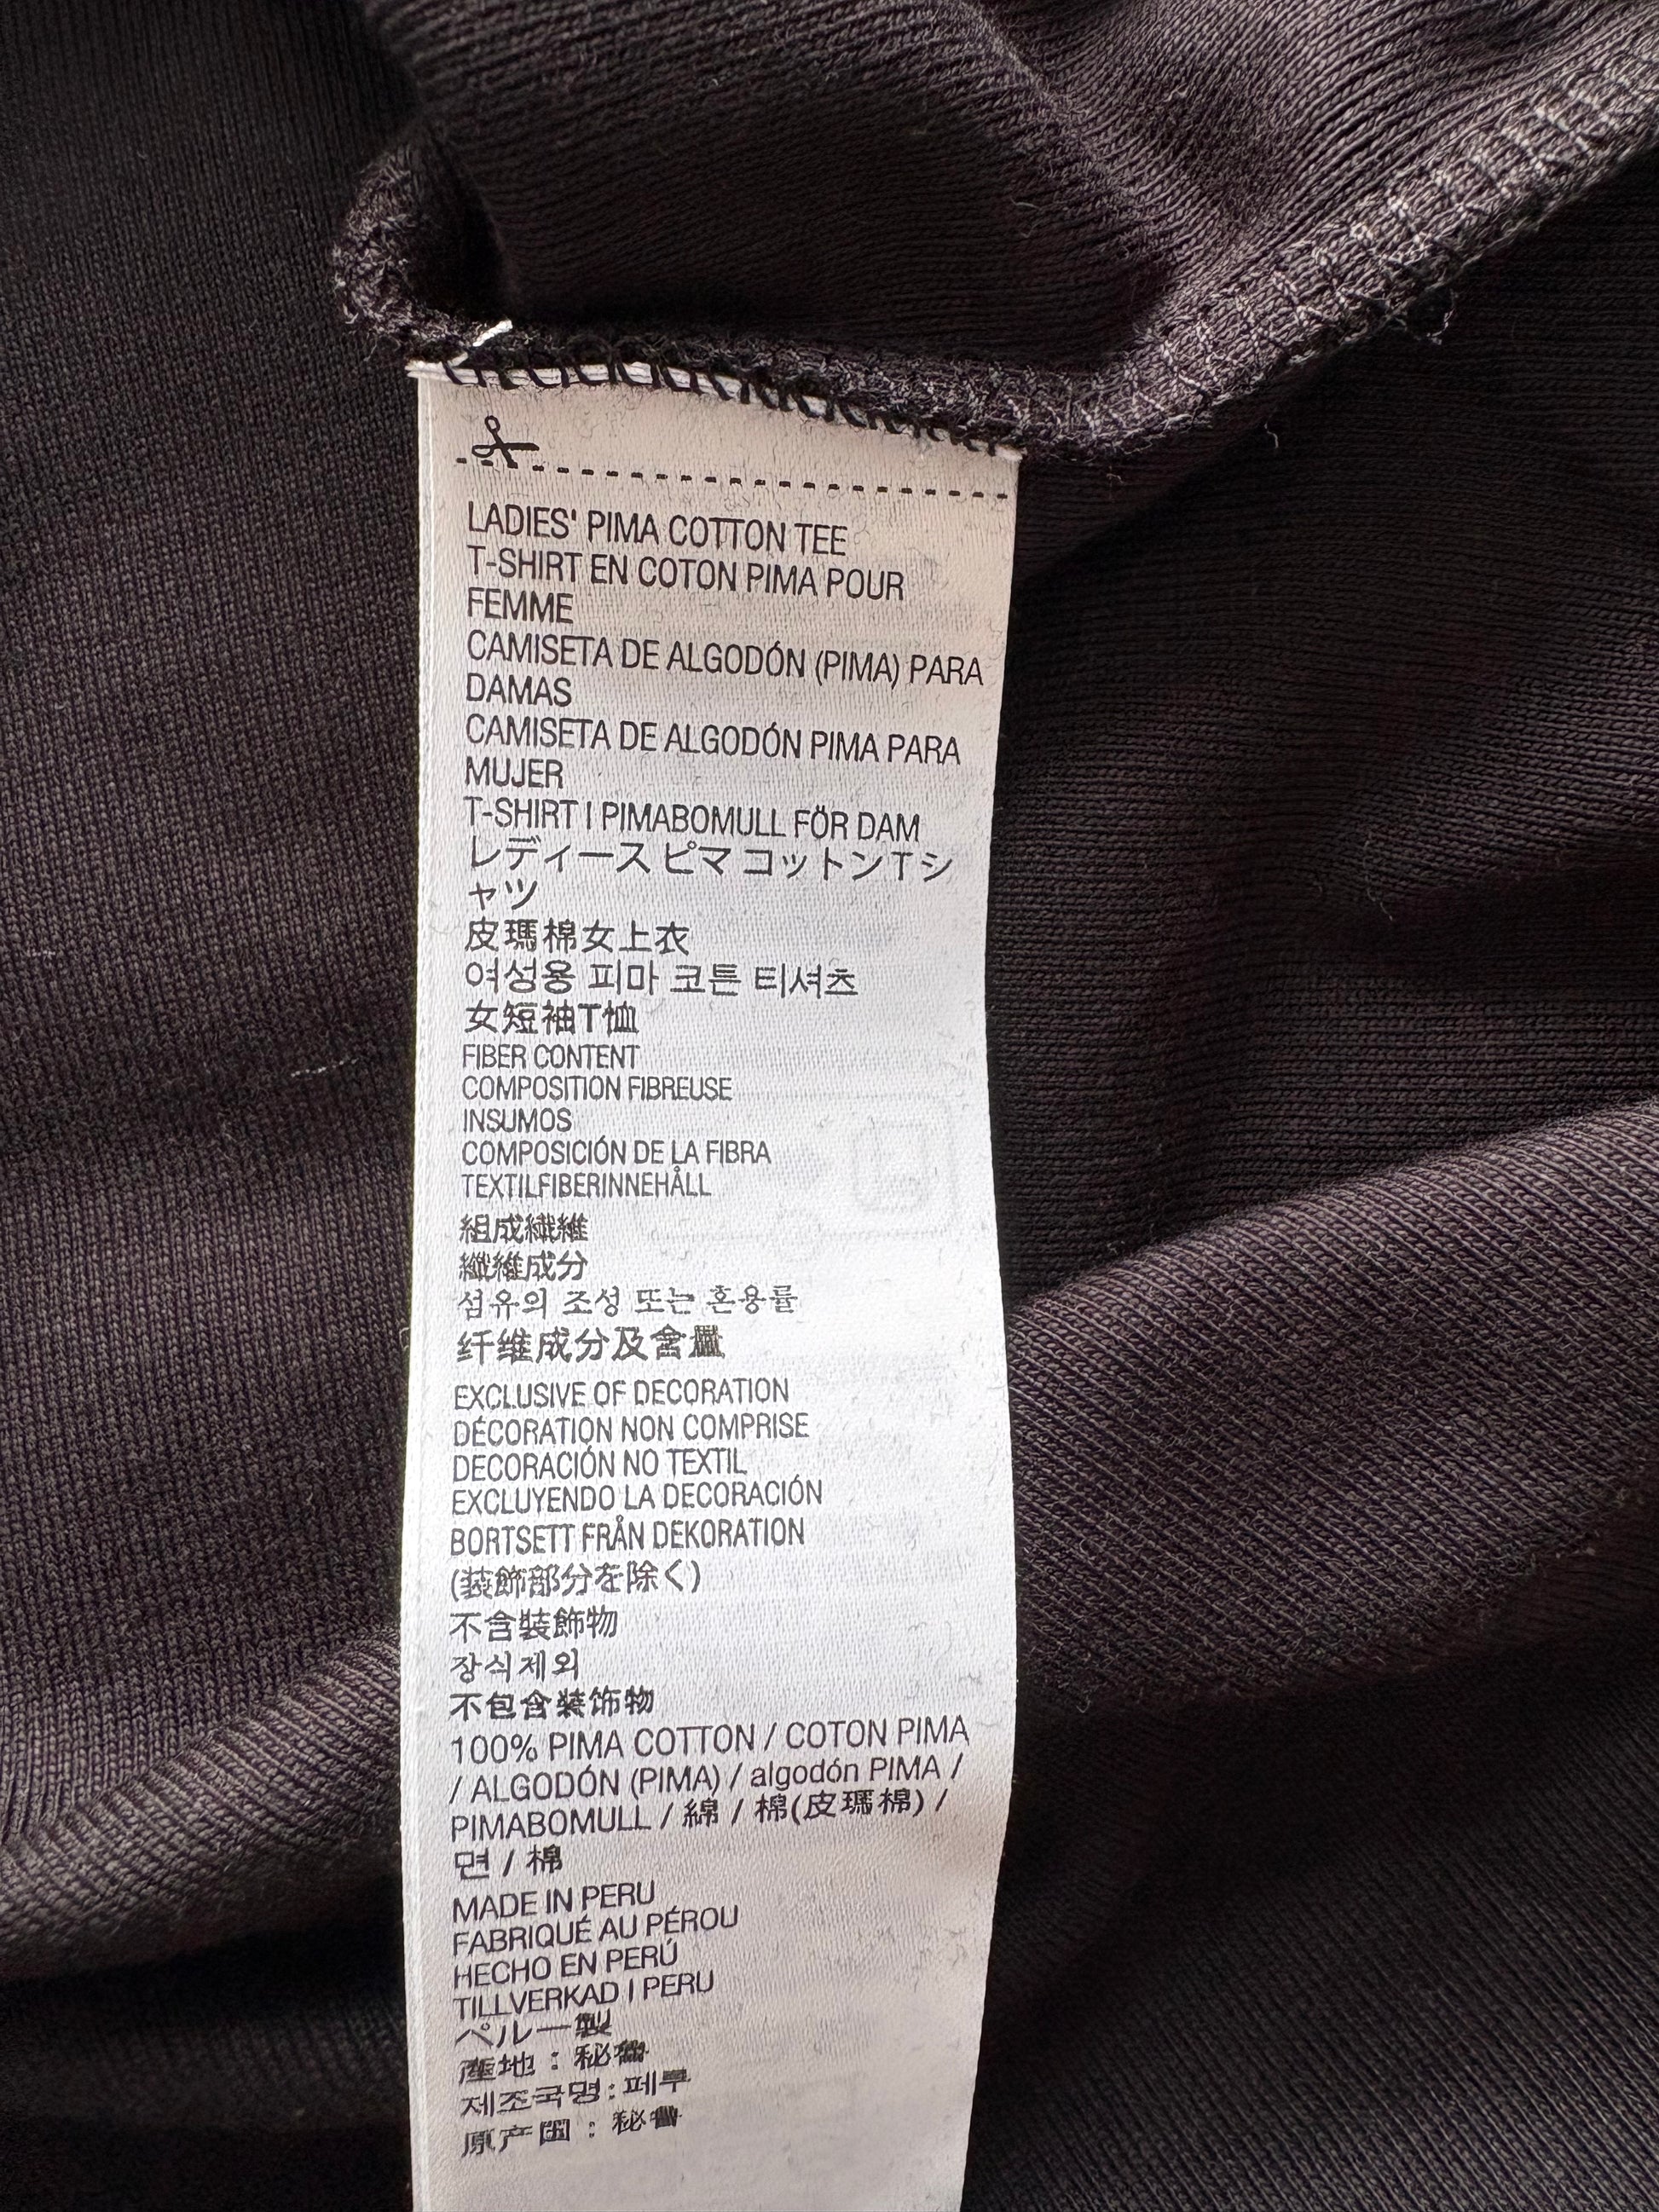 LADIES' PIMA COTTON TEE
T-SHIRT EN COTON PIMA POUR
FEMME
CAMISETA DE ALGODÓN (PIMA) PARA
DAMAS
CAMISETA DE ALGODÓN PIMA PARA
MUJER
T-SHIRT I PIMABOMULL FÖR DAM
レディース ピマ コットンTシ
ャツ
皮瑪棉女上衣
여성용 피마 코튼 티셔츠
女短袖T恤
FIBER CONTENT
COMPOSITION FIBREUSE
INSUMOS
COMPOSICIÓN DE LA FIBRA
TEXTILFIBERINNEHÅLL
組成繊維
纖維成分
섬유의 조성 또는 혼용률
纤维成分及含量
EXCLUSIVE OF DECORATION
DÉCORATION NON COMPRISE
DECORACIÓN NO TEXTIL
EXCLUYENDO LA DECORACIÓN
BORTSETT FRÅN DEKORATION
(装飾部分を除く)
不含裝飾物
장식제외
不包含装饰物
100% PIMA COTTON / COTON PIMA
/ ALGODÓN (PIMA) / algodón PIMA /
PIMABOMULL / 綿 / 棉(皮瑪棉) /
면 / 棉
MADE IN PERU
FABRIQUÉ AU PÉROU
HECHO EN PERÚ
TILLVERKAD I PERU
ペルー製
產地 : 秘魯
제조국명: 페루
原产国 : 秘鲁